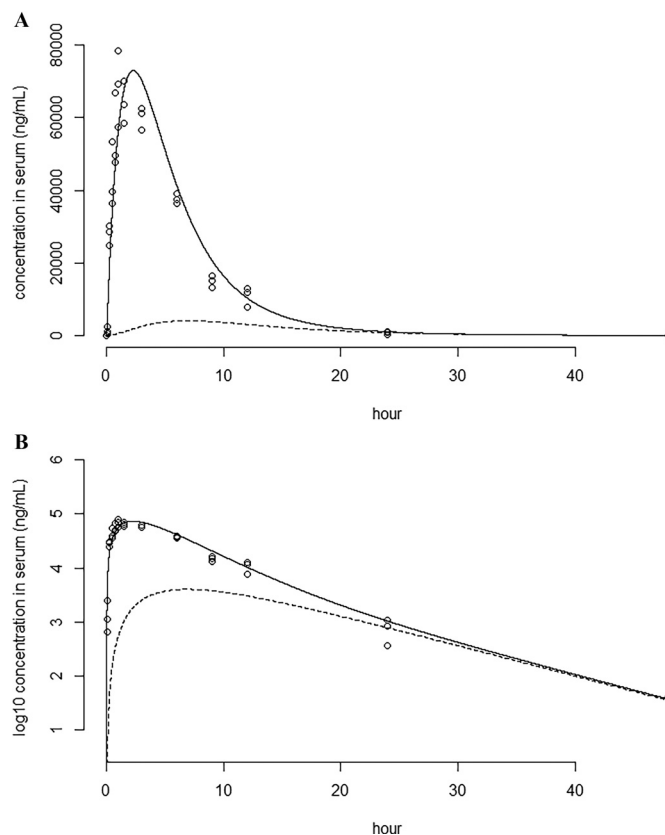 A
concentration in serum (ng/mL)
80000
60000
40000
20000
0
0 10 20 30 40
hour
B
log10 concentration in serum (ng/mL)
6
5
4
3
2
1
0 10 20 30 40
hour